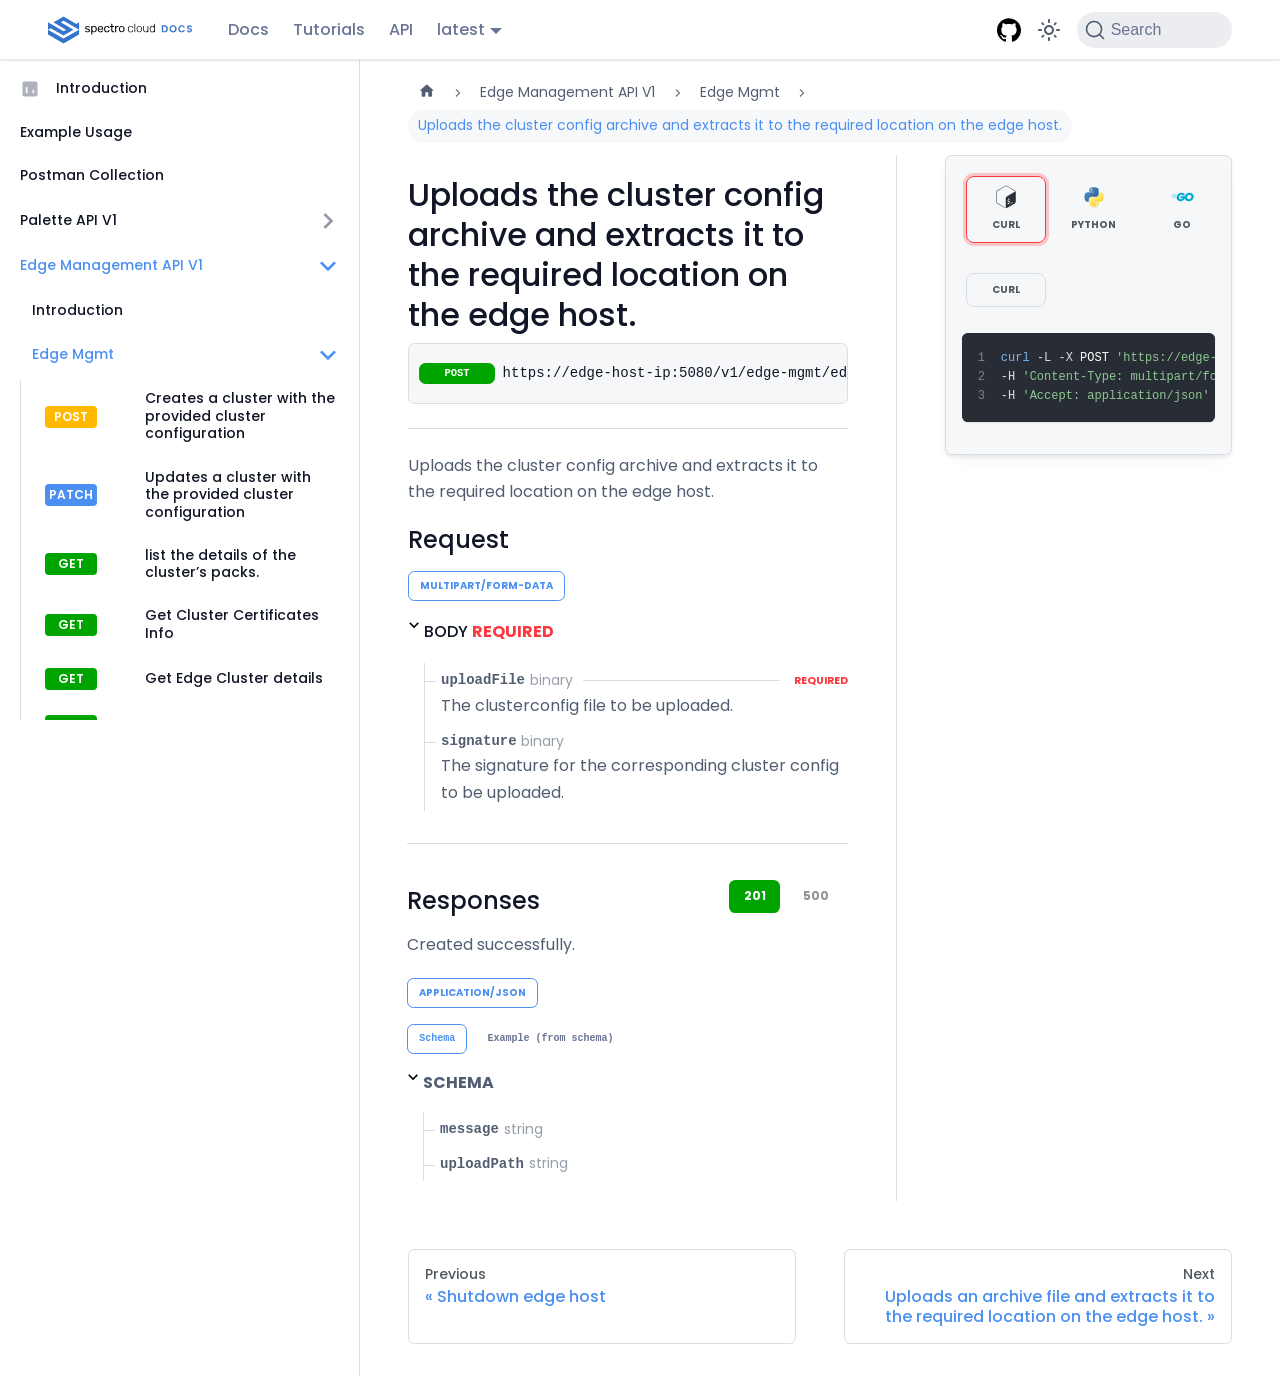 spectro cloud DOCS
Docs Tutorials API latest
Search
Introduction
Example Usage
Postman Collection
Palette API V1
Edge Management API V1
Introduction
Edge Mgmt
POST
Creates a cluster with the
provided cluster
configuration
PATCH
Updates a cluster with
the provided cluster
configuration
GET
list the details of the
cluster’s packs.
GET
Get Cluster Certificates
Info
GET
Get Edge Cluster details
Edge Management API V1
Edge Mgmt
Uploads the cluster config archive and extracts it to the required location on the edge host.
Uploads the cluster config
archive and extracts it to
the required location on
the edge host.
POST https://edge-host-ip:5080/v1/edge-mgmt/ed
Uploads the cluster config archive and extracts it to
the required location on the edge host.
Request
MULTIPART/FORM-DATA
BODY REQUIRED
uploadFile binary REQUIRED
The clusterconfig file to be uploaded.
signature binary
The signature for the corresponding cluster config
to be uploaded.
Responses
201 500
Created successfully.
APPLICATION/JSON
Schema Example (from schema)
SCHEMA
message string
uploadPath string
CURL PYTHON GO
CURL
1 curl -L -X POST 'https://edge-
2 -H 'Content-Type: multipart/fo
3 -H 'Accept: application/json'
Previous
« Shutdown edge host
Next
Uploads an archive file and extracts it to
the required location on the edge host. »